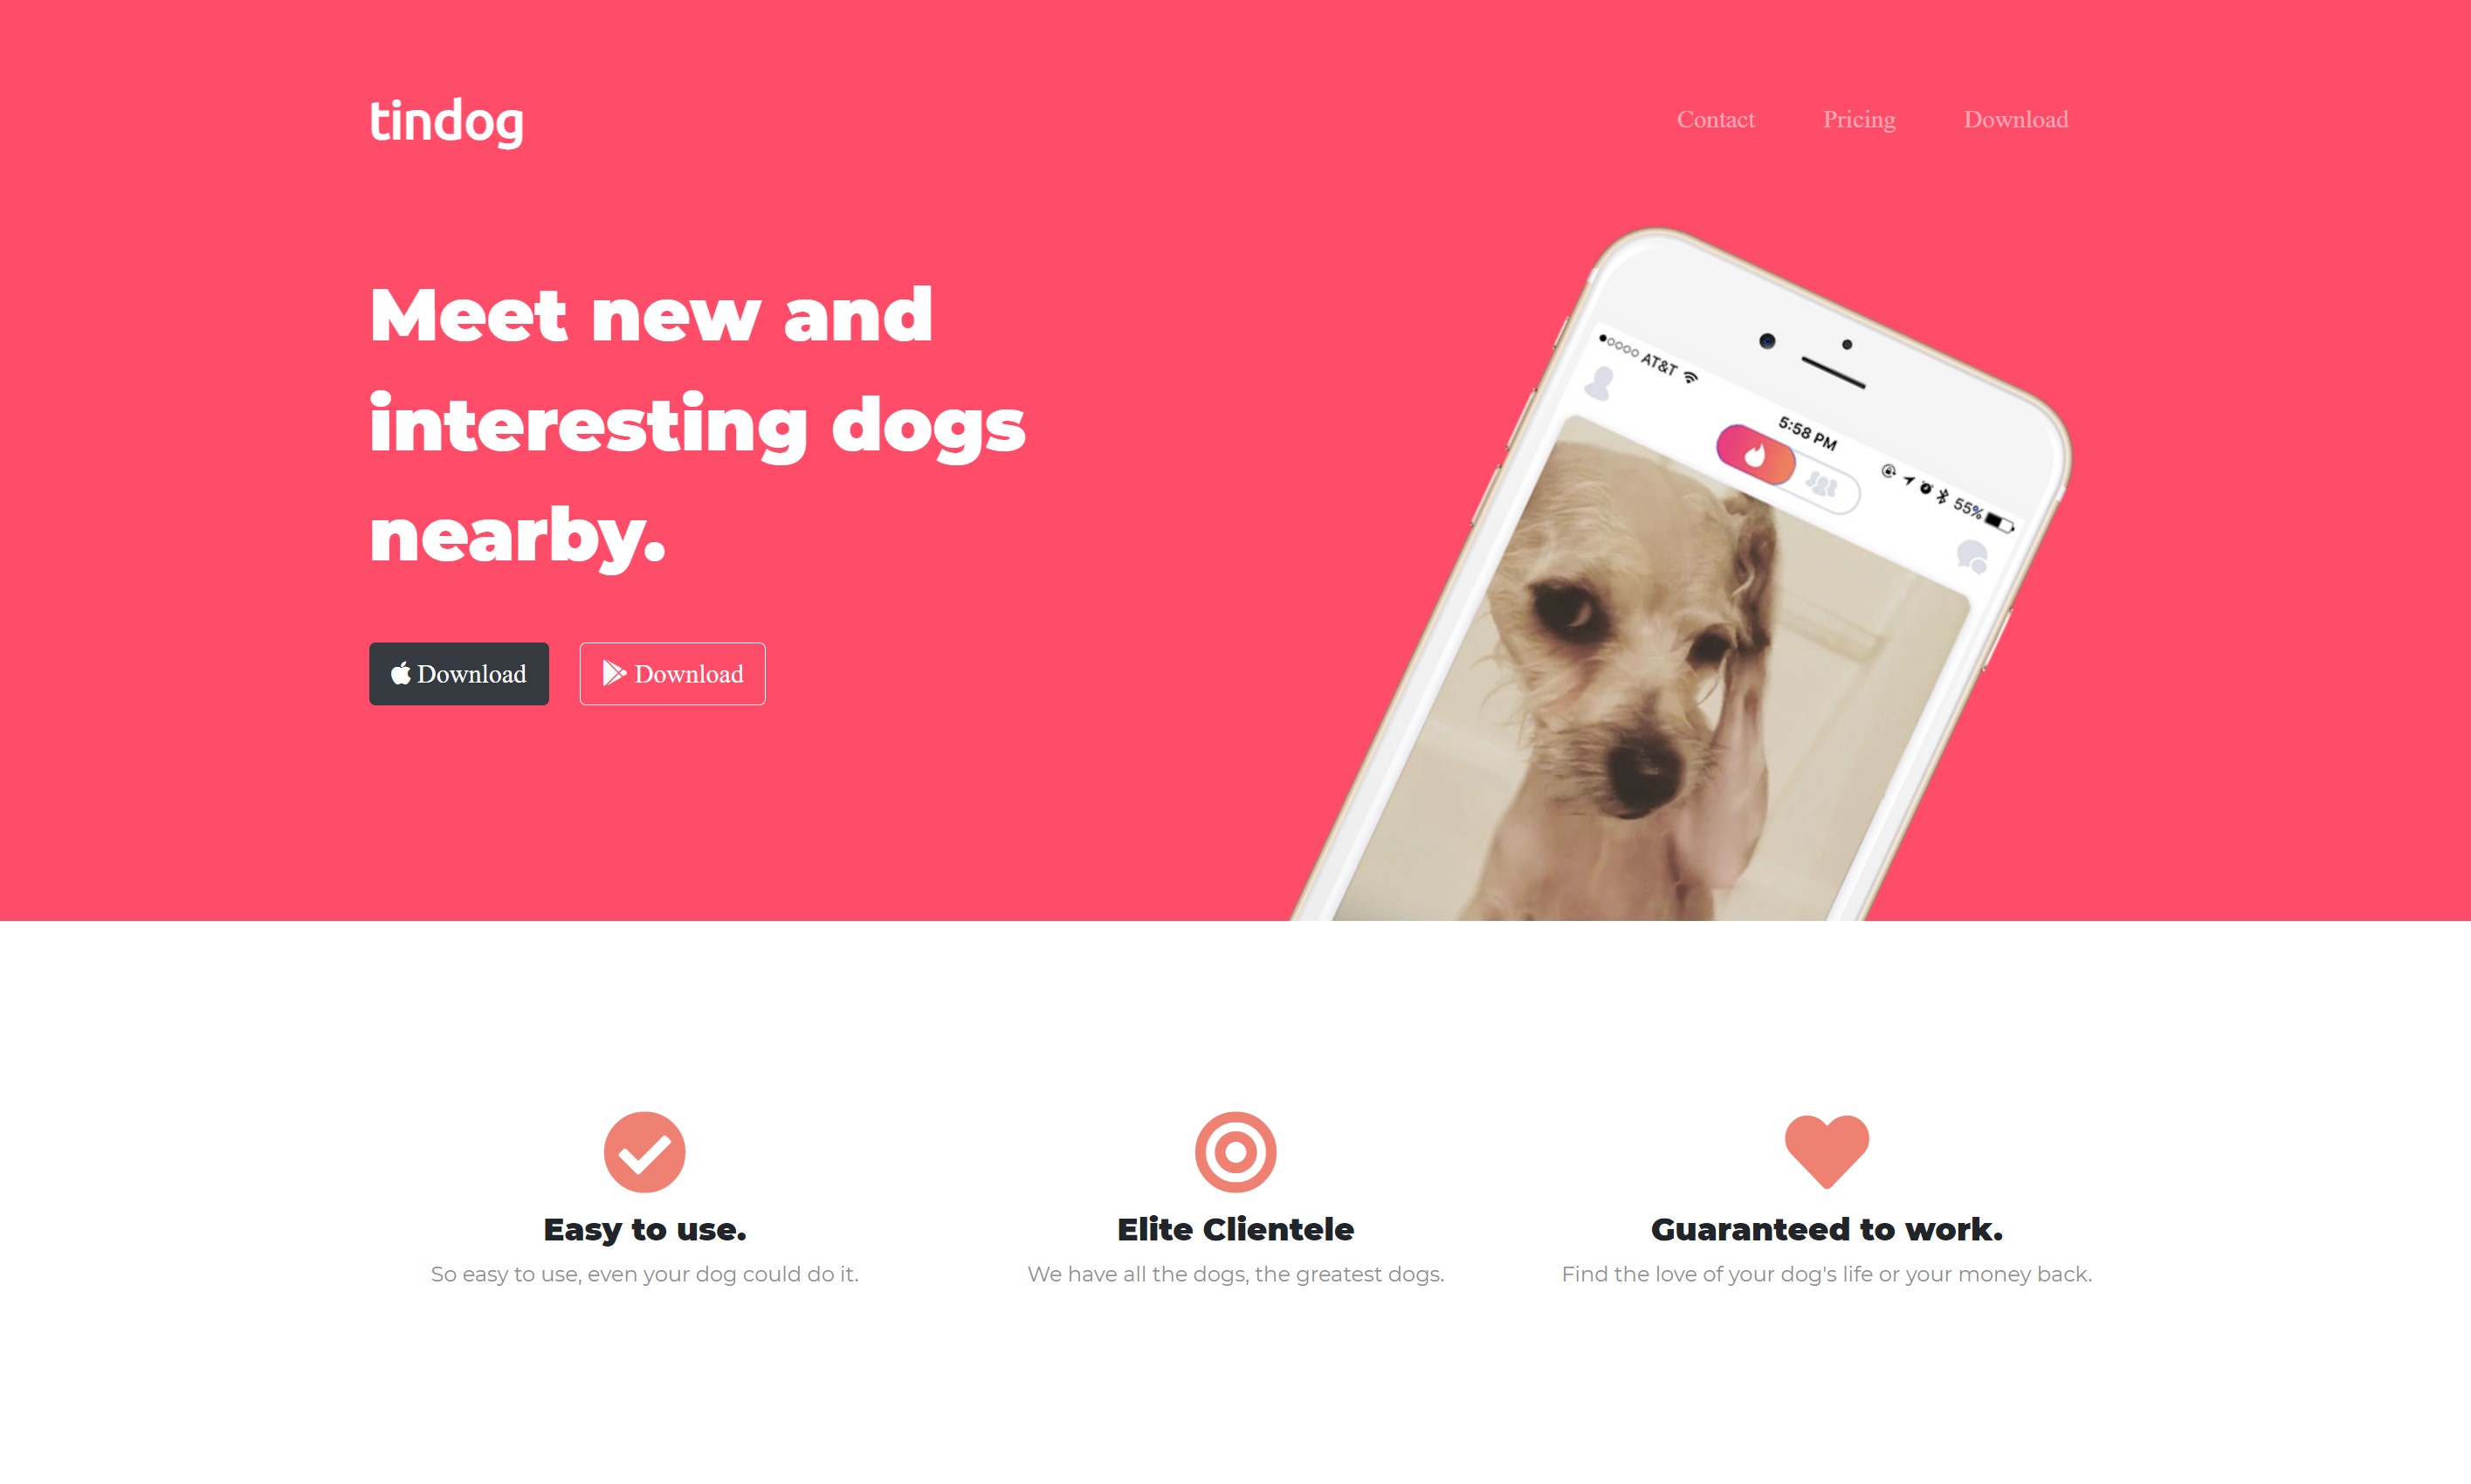 tindog
Contact Pricing Download
Meet new and
interesting dogs
nearby.
Download Download
AT&T
5:58 PM
55%
Easy to use.
So easy to use, even your dog could do it.
Elite Clientele
We have all the dogs, the greatest dogs.
Guaranteed to work.
Find the love of your dog's life or your money back.